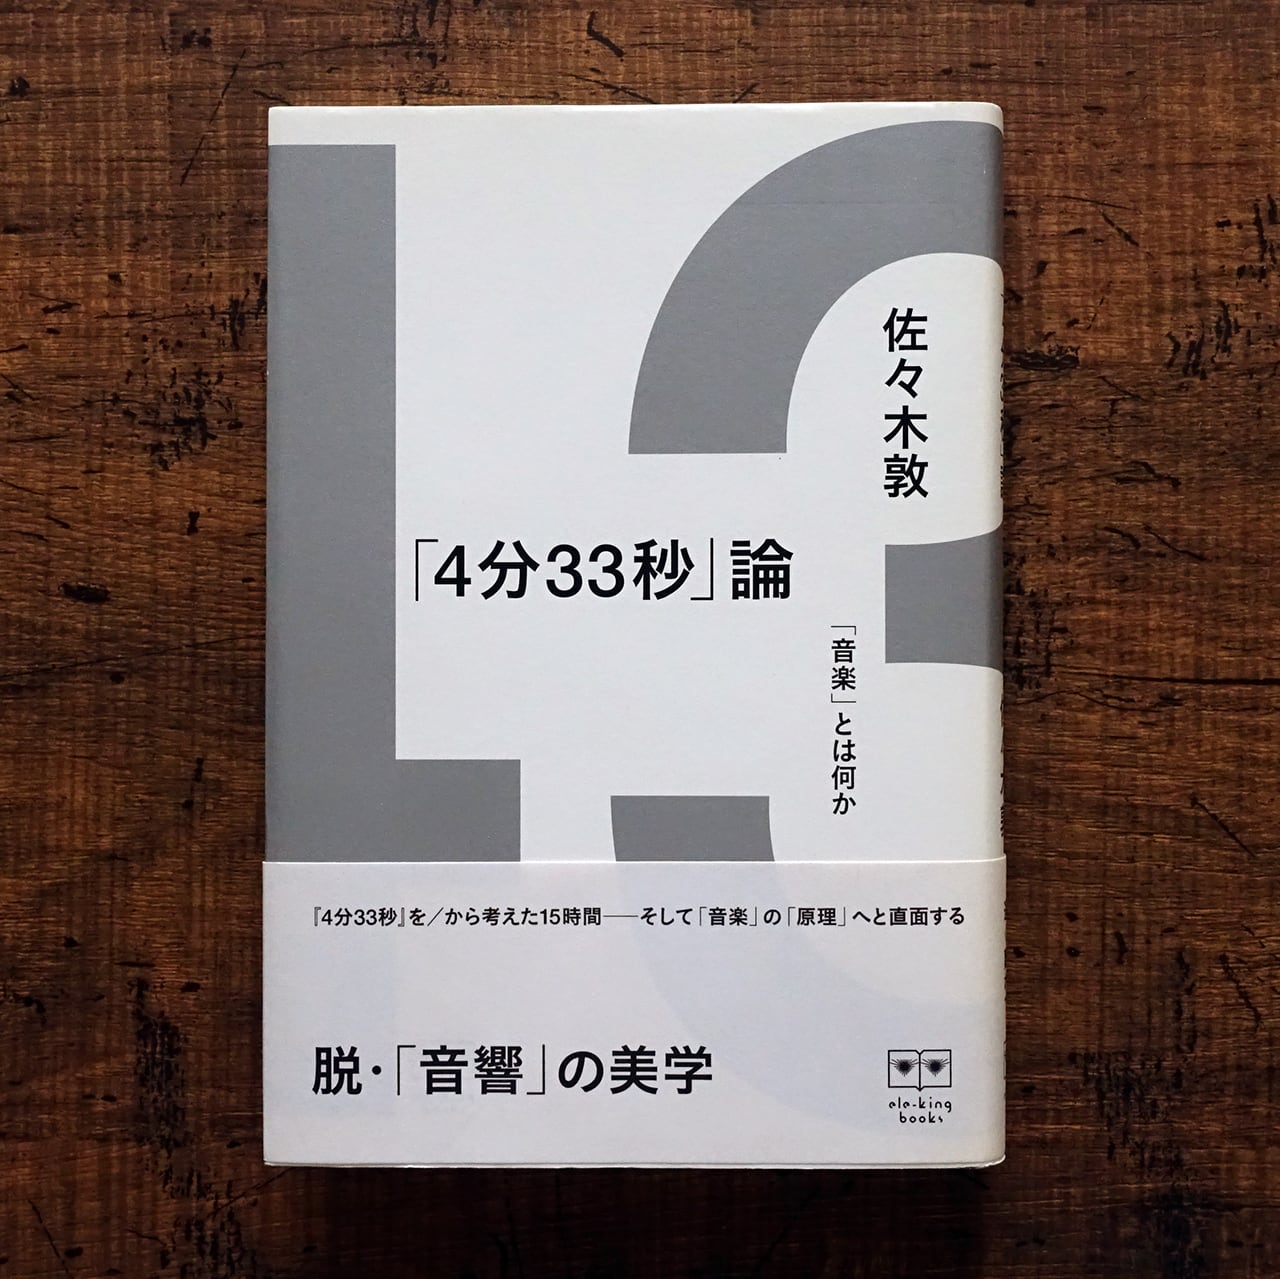 佐々木敦
「4分33秒」論
「音楽」とは何か
『4分33秒』を／から考えた15時間——そして「音楽」の「原理」へと直面する
脱・「音響」の美学
ele-king
books